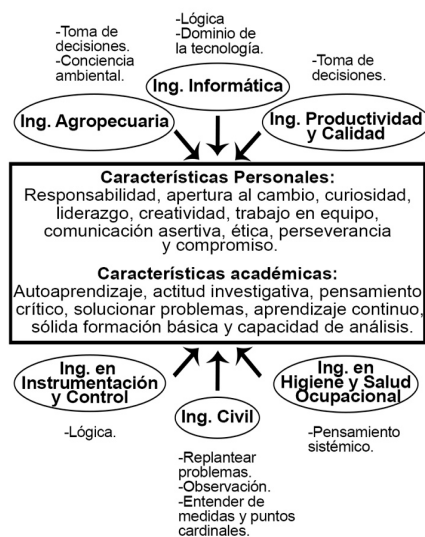 -Lógica
-Dominio de
la tecnología.
-Toma de
decisiones.
-Conciencia
ambiental.
-Toma de
decisiones.
Ing. Informática
Ing. Agropecuaria
Ing. Productividad
y Calidad
Características Personales:
Responsabilidad, apertura al cambio, curiosidad,
liderazgo, creatividad, trabajo en equipo,
comunicación asertiva, ética, perseverancia
y compromiso.
Características académicas:
Autoaprendizaje, actitud investigativa, pensamiento
crítico, solucionar problemas, aprendizaje continuo,
sólida formación básica y capacidad de análisis.
Ing. en
Instrumentación
y Control
Ing. Civil
Ing. en
Higiene y Salud
Ocupacional
-Lógica.
-Replantear
problemas.
-Observación.
-Entender de
medidas y puntos
cardinales.
-Pensamiento
sistémico.